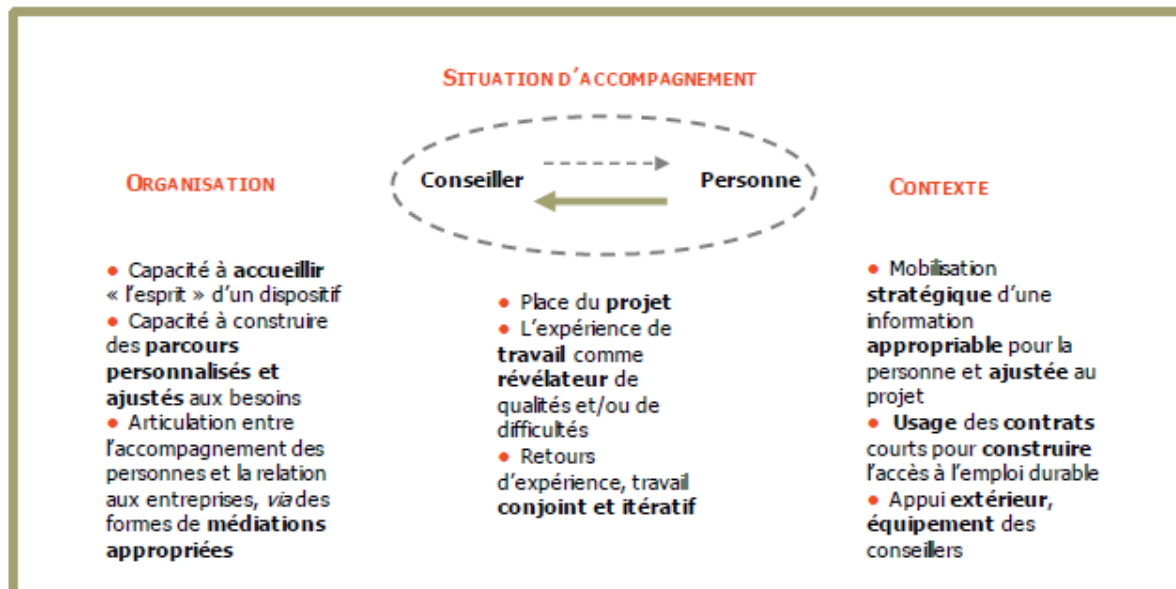 SITUATION D'ACCOMPAGNEMENT
ORGANISATION
Conseiller
Personne
CONTEXTE
● Capacité à accueillir
« l'esprit » d'un dispositif
● Capacité à construire
des parcours
personnalisés et
ajustés aux besoins
● Articulation entre
l'accompagnement des
personnes et la relation
aux entreprises, via des
formes de médiations
appropriées
● Place du projet
● L'expérience de
travail comme
révélateur de
qualités et/ou de
difficultés
● Retours
d'expérience, travail
conjoint et itératif
● Mobilisation
stratégique d'une
information
appropriable pour la
personne et ajustée au
projet
● Usage des contrats
courts pour construire
l'accès à l'emploi durable
● Appui extérieur,
équipement des
conseillers